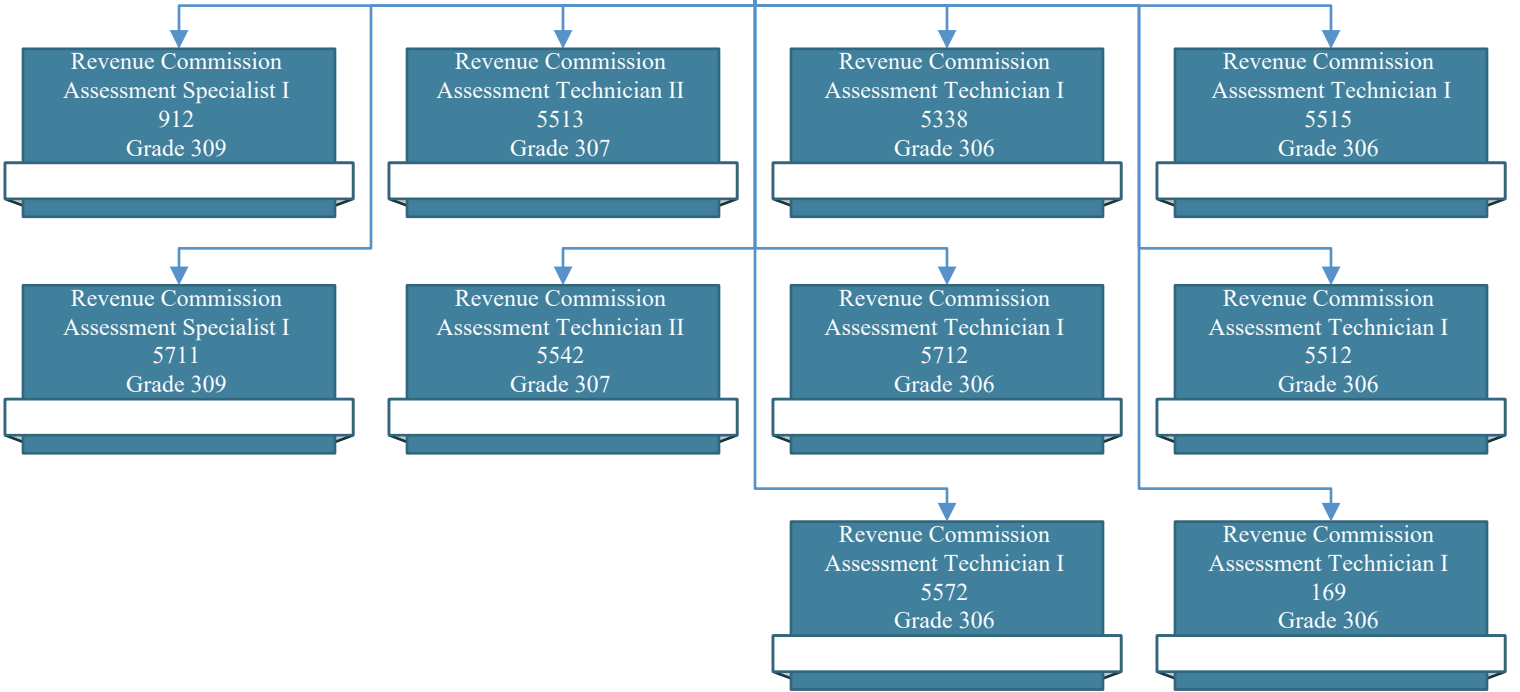 Revenue Commission
Assessment Specialist I
912
Grade 309
Revenue Commission
Assessment Technician II
5513
Grade 307
Revenue Commission
Assessment Technician I
5338
Grade 306
Revenue Commission
Assessment Technician I
5515
Grade 306
Revenue Commission
Assessment Specialist I
5711
Grade 309
Revenue Commission
Assessment Technician II
5542
Grade 307
Revenue Commission
Assessment Technician I
5712
Grade 306
Revenue Commission
Assessment Technician I
5512
Grade 306
Revenue Commission
Assessment Technician I
5572
Grade 306
Revenue Commission
Assessment Technician I
169
Grade 306